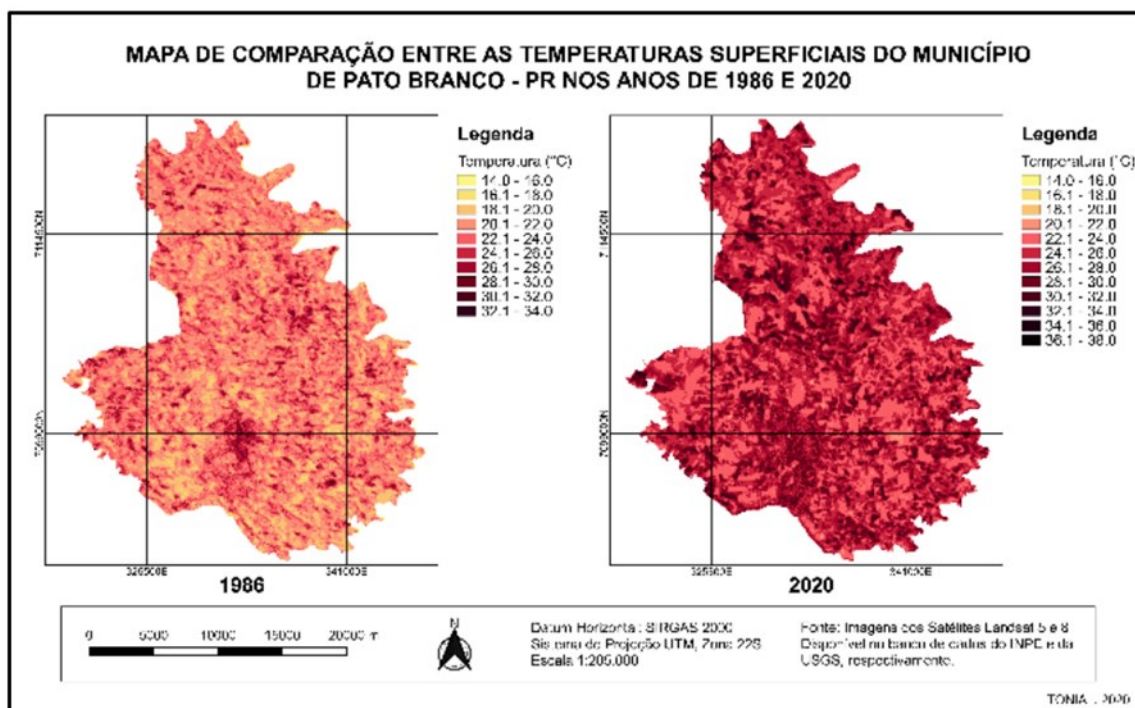 MAPA DE COMPARAÇÃO ENTRE AS TEMPERATURAS SUPERFICIAIS DO MUNICÍPIO
DE PATO BRANCO - PR NOS ANOS DE 1986 E 2020
Legenda
Temperatura (°C)
14.0 - 16.0
16.1 - 18.0
18.1 - 20.0
20.1 - 22.0
22.1 - 24.0
24.1 - 26.0
26.1 - 28.0
28.1 - 30.0
30.1 - 32.0
32.1 - 34.0
341000E
1986
Legenda
Temperatura (°C)
14.0 - 16.0
16.1 - 18.0
18.1 - 20.0
20.1 - 22.0
22.1 - 24.0
24.1 - 26.0
26.1 - 28.0
28.1 - 30.0
30.1 - 32.0
32.1 - 34.0
34.1 - 36.0
36.1 - 38.0
341000E
2020
0 5000 10000 15000 20000 m
N
Datum Horizontal: SIRGAS 2000
Sistema de Projeção UTM, Zona 22S
Escala 1:205.000
Fonte: Imagens dos Satélites Landsat 5 e 8
Disponível no banco de dados do INPE e da
USGS, respectivamente.
2020